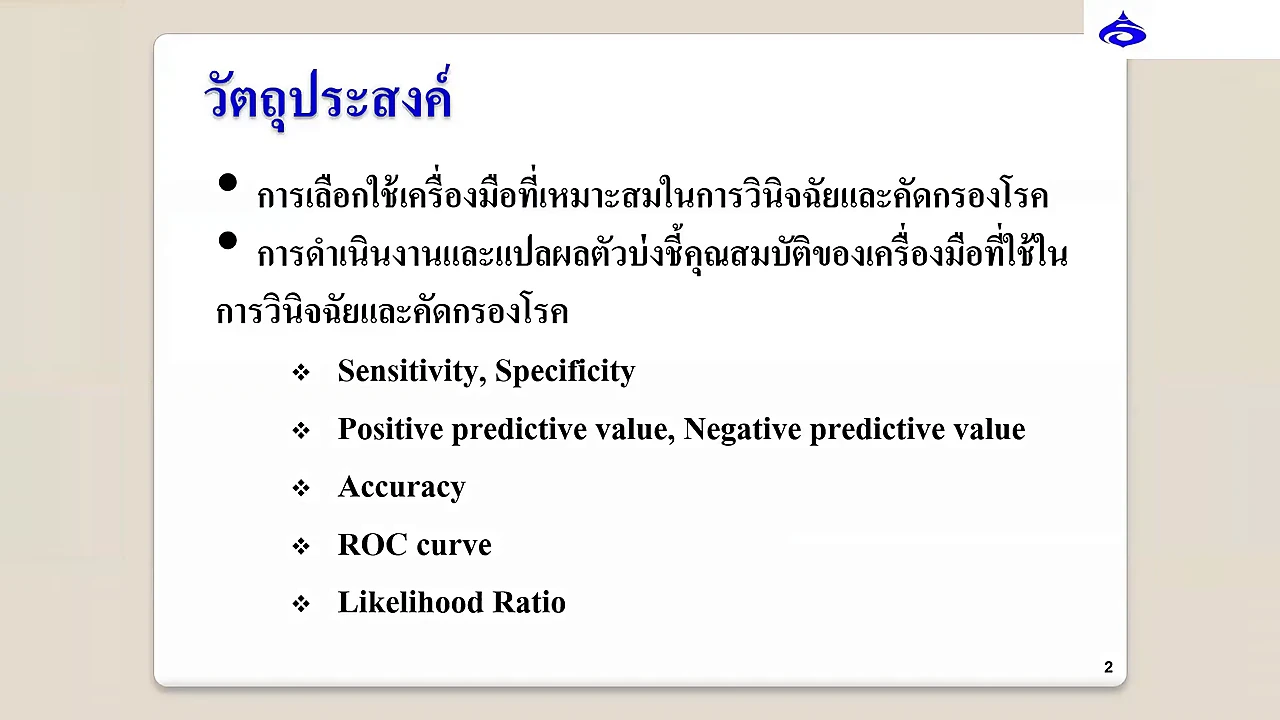 วัตถุประสงค์
• การเลือกใช้เครื่องมือที่เหมาะสมในการวินิจฉัยและคัดกรองโรค
• การดำเนินงานและแปลผลตัวบ่งชี้คุณสมบัติของเครื่องมือที่ใช้ใน
การวินิจฉัยและคัดกรองโรค
❖ Sensitivity, Specificity
❖ Positive predictive value, Negative predictive value
❖ Accuracy
❖ ROC curve
❖ Likelihood Ratio
2